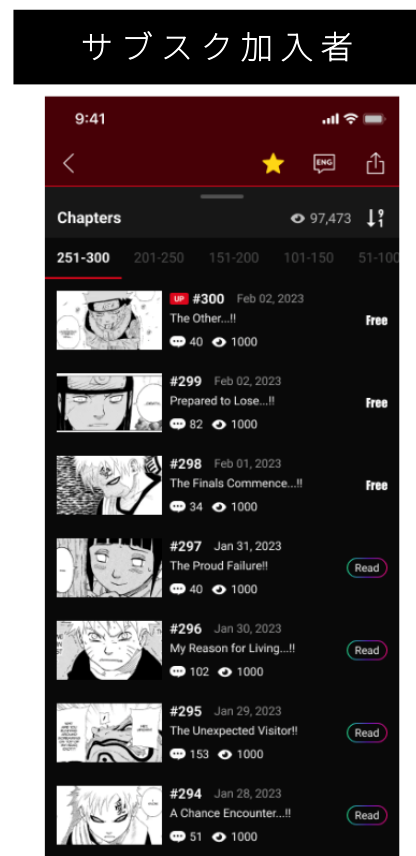 サブスク加入者
9:41
ENG
Chapters 97,473
251-300 201-250 151-200 101-150 51-100
UP #300 Feb 02, 2023
The Other...!!
Free
40 1000
#299 Feb 02, 2023
Prepared to Lose...!!
Free
82 1000
#298 Feb 01, 2023
The Finals Commence...!!
Free
34 1000
#297 Jan 31, 2023
The Proud Failure!!
Read
40 1000
#296 Jan 30, 2023
My Reason for Living...!!
Read
102 1000
#295 Jan 29, 2023
The Unexpected Visitor!!
Read
153 1000
#294 Jan 28, 2023
A Chance Encounter...!!
Read
51 1000